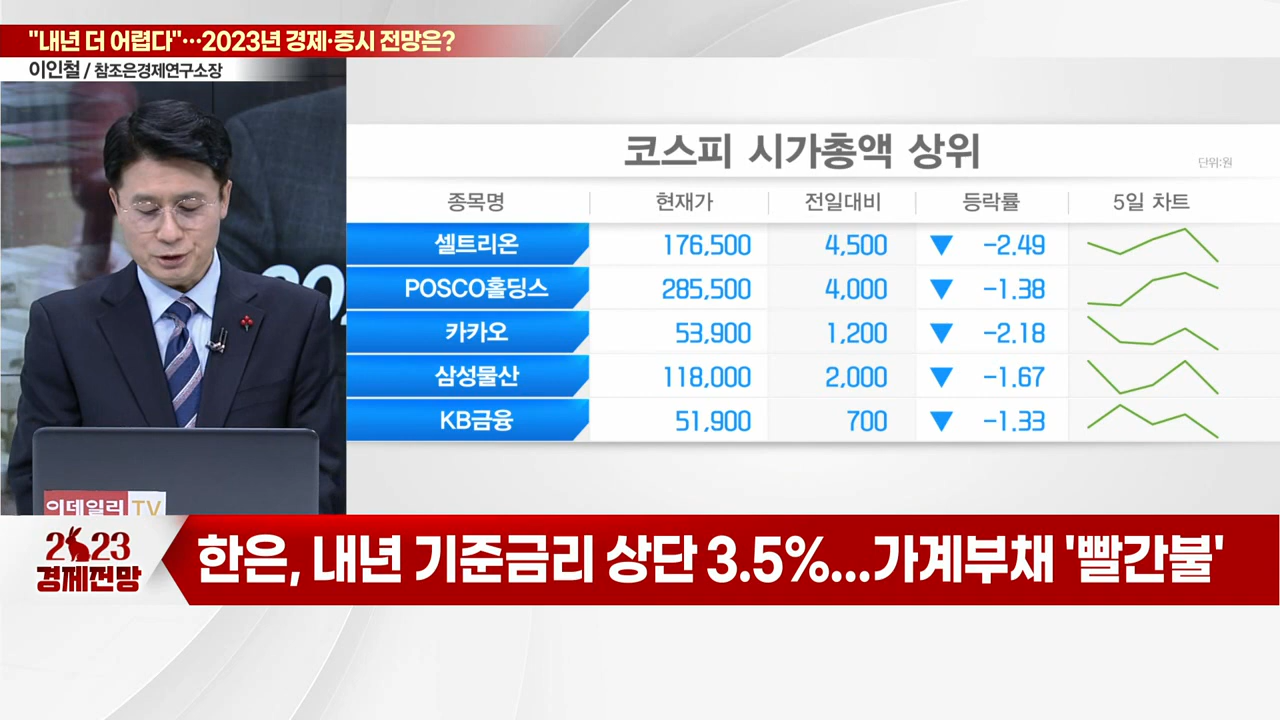 "내년 더 어렵다"…2023년 경제·증시 전망은?
이인철 / 참조은경제연구소장
코스피 시가총액 상위
단위:원
종목명 현재가 전일대비 등락률 5일 차트
셀트리온 176,500 4,500 ▼ -2.49
POSCO홀딩스 285,500 4,000 ▼ -1.38
카카오 53,900 1,200 ▼ -2.18
삼성물산 118,000 2,000 ▼ -1.67
KB금융 51,900 700 ▼ -1.33
이데일리 TV
2023
경제전망
한은, 내년 기준금리 상단 3.5%...가계부채 '빨간불'